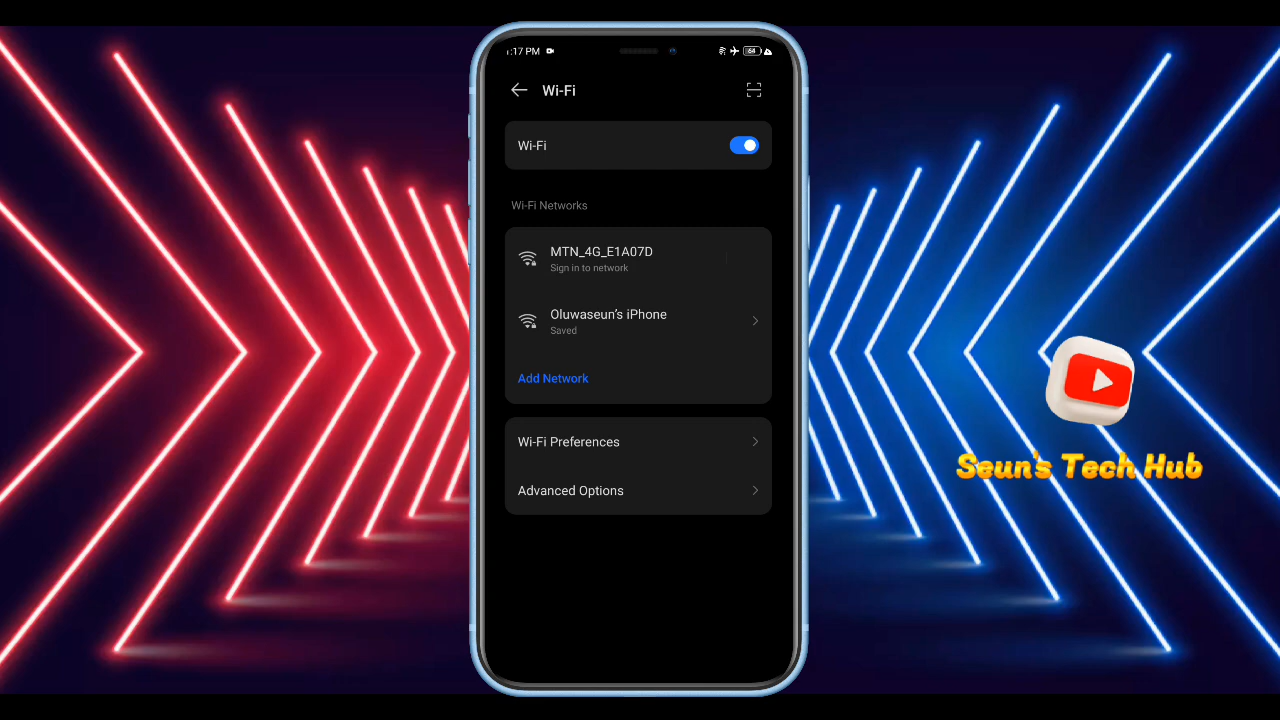 :17 PM
64
Wi-Fi
Wi-Fi
Wi-Fi Networks
MTN_4G_E1A07D
Sign in to network
Oluwaseun's iPhone
Saved
Add Network
Wi-Fi Preferences
Advanced Options
Seun's Tech Hub